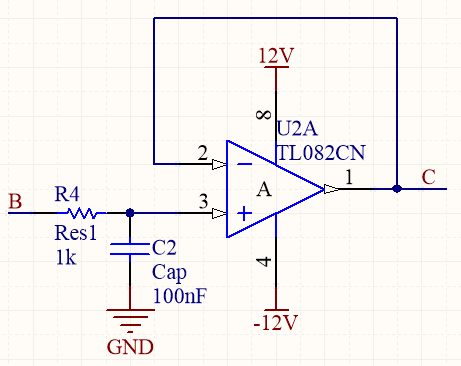 12V
8
U2A
TL082CN
2
1
C
A
B
R4
3
Res1
1k
C2
Cap
100nF
4
-12V
GND